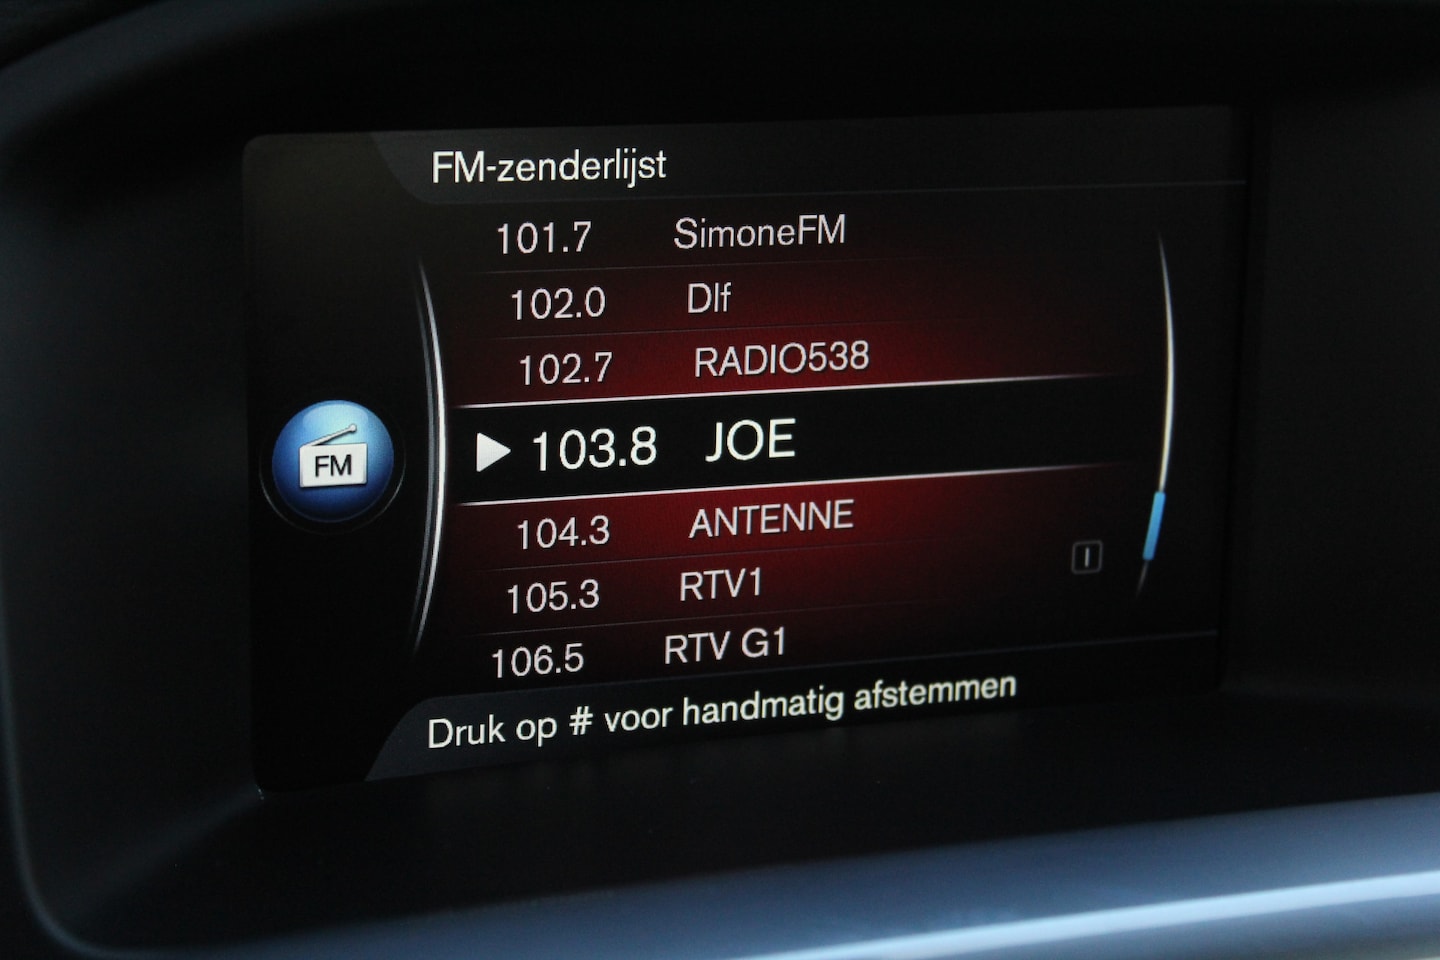 FM-zenderlijst
101.7 SimoneFM
102.0 Dlf
102.7 RADIO538
FM
103.8 JOE
104.3 ANTENNE
I
105.3 RTV1
106.5 RTV G1
Druk op # voor handmatig afstemmen